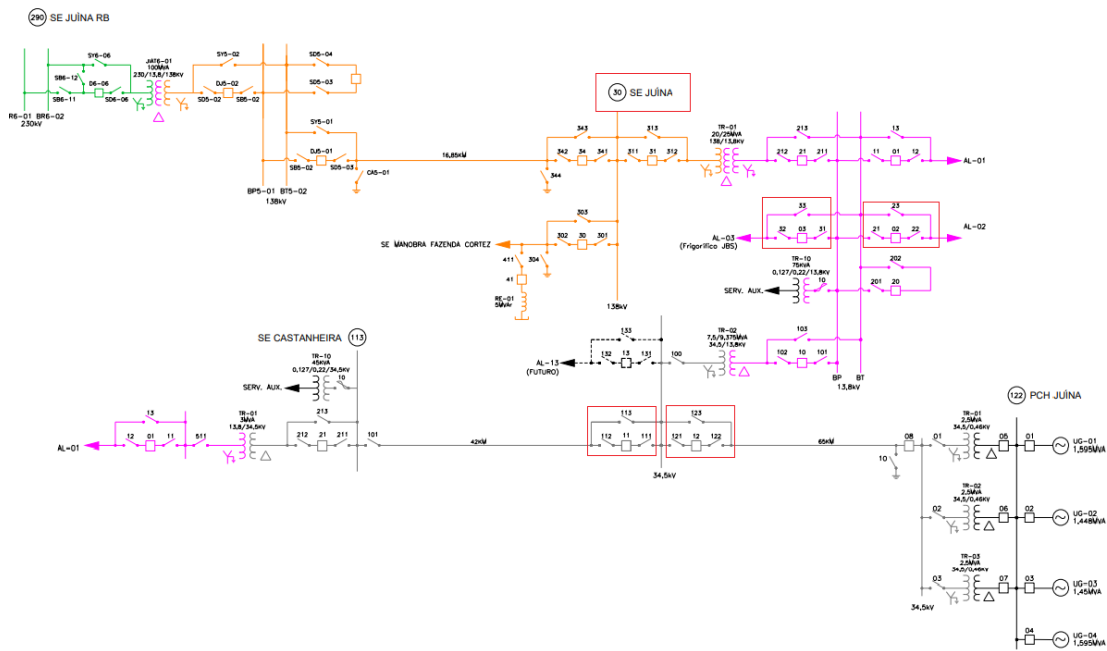 290 SE JUÍNA RB
SY6-06
SB6-12
D6-06
SB6-11
SD6-06
R6-01
BR6-02
230kV
JAT6-01
100MVA
230/13,8/138KV
SY5-02
DJ5-02
SD5-02
SB5-02
SD5-04
SD5-03
SY5-01
DJ5-01
SB5-02
SD5-03
CA5-01
BP5-01
BT5-02
138kV
16,85KM
30 SE JUÍNA
343
342
34
341
344
313
311
31
312
303
302
30
301
304
SE MANOBRA FAZENDA CORTEZ
411
41
RE-01
5MVAr
138kV
TR-01
20/25MVA
138/13,8KV
213
212
21
211
13
11
01
12
AL-01
33
32
03
31
AL-03
(Frigorífico JBS)
23
21
02
22
AL-02
TR-10
75KVA
0,127/0,22/13,8KV
SERV. AUX.
10
202
201
20
133
132
13
131
AL-13
(FUTURO)
100
TR-02
7,5/9,375MVA
34,5/13,8KV
103
102
10
101
BP
BT
13,8kV
SE CASTANHEIRA 113
TR-10
45KVA
0,127/0,22/34,5KV
SERV. AUX.
10
13
12
01
11
AL-01
511
TR-01
3MVA
13,8/34,5KV
213
212
21
211
101
42KM
113
112
11
111
123
121
12
122
34,5kV
65KM
122 PCH JUÍNA
08
10
01
TR-01
2,5MVA
34,5/0,46KV
05
01
UG-01
1,595MVA
02
TR-02
2,5MVA
34,5/0,46KV
06
02
UG-02
1,448MVA
03
TR-03
2,5MVA
34,5/0,46KV
07
03
UG-03
1,45MVA
34,5kV
04
UG-04
1,595MVA